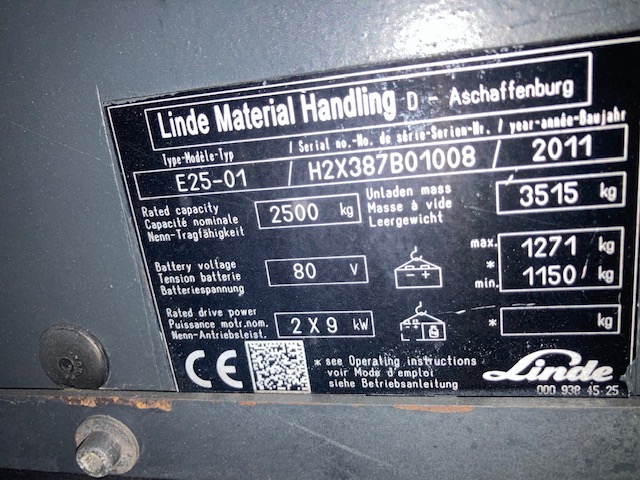 Linde Material Handling D - Aschaffenburg
Type-Modèle-Typ / Serial no.-No. de série-Serien-Nr. / year-année-Baujahr
E25-01 / H2X387B01008 / 2011
Rated capacity
Capacité nominale
Nenn-Tragfähigkeit
2500 kg
Unladen mass
Masse à vide
Leergewicht
3515 kg
Battery voltage
Tension batterie
Batteriespannung
80 V
- +
max. 1271 kg
*
min. 1150 kg
Rated drive power
Puissance motr.nom.
Nenn-Antriebsleist.
2 X 9 kW
* kg
CE
* see Operating instructions
voir Mode d'emploi
siehe Betriebsanleitung
Linde
000 938 45 25